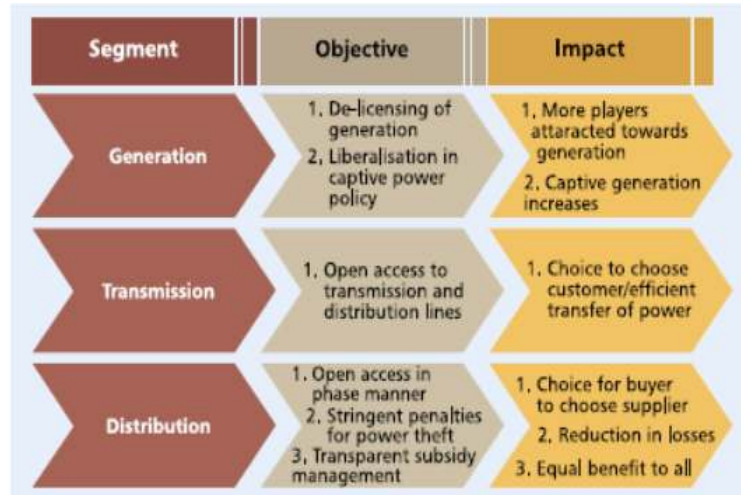 Segment
Objective
Impact
Generation
1. De-licensing of
generation
2. Liberalisation in
captive power
policy
1. More players
attaracted towards
generation
2. Captive generation
increases
Transmission
1. Open access to
transmission and
distribution lines
1. Choice to choose
customer/efficient
transfer of power
Distribution
1. Open access in
phase manner
2. Stringent penalties
for power theft
3. Transparent subsidy
management
1. Choice for buyer
to choose supplier
2. Reduction in losses
3. Equal benefit to all